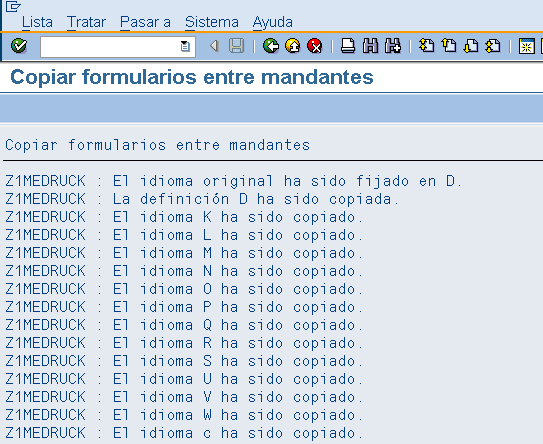 Lista Tratar Pasar a Sistema Ayuda
Copiar formularios entre mandantes
Copiar formularios entre mandantes
Z1MEDRUCK : El idioma original ha sido fijado en D.
Z1MEDRUCK : La definición D ha sido copiada.
Z1MEDRUCK : El idioma K ha sido copiado.
Z1MEDRUCK : El idioma L ha sido copiado.
Z1MEDRUCK : El idioma M ha sido copiado.
Z1MEDRUCK : El idioma N ha sido copiado.
Z1MEDRUCK : El idioma O ha sido copiado.
Z1MEDRUCK : El idioma P ha sido copiado.
Z1MEDRUCK : El idioma Q ha sido copiado.
Z1MEDRUCK : El idioma R ha sido copiado.
Z1MEDRUCK : El idioma S ha sido copiado.
Z1MEDRUCK : El idioma U ha sido copiado.
Z1MEDRUCK : El idioma V ha sido copiado.
Z1MEDRUCK : El idioma W ha sido copiado.
Z1MEDRUCK : El idioma c ha sido copiado.